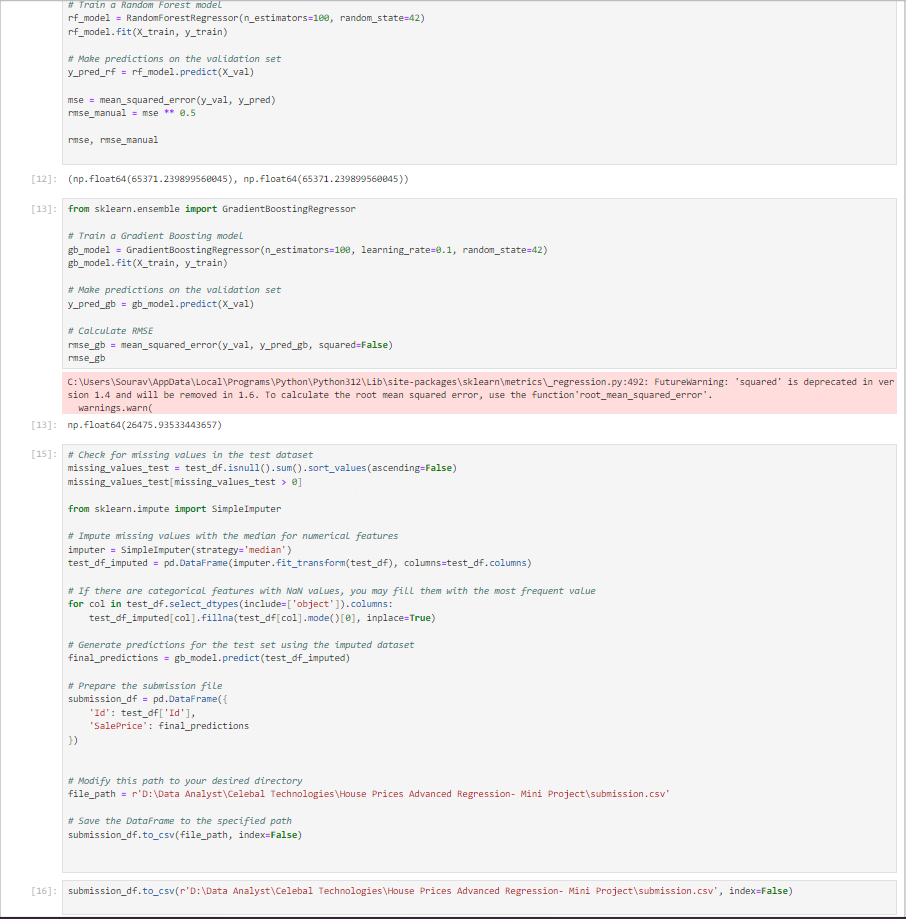 # Train a Random Forest model
rf_model = RandomForestRegressor(n_estimators=100, random_state=42)
rf_model.fit(X_train, y_train)
# Make predictions on the validation set
y_pred_rf = rf_model.predict(X_val)
mse = mean_squared_error(y_val, y_pred)
rmse_manual = mse ** 0.5
rmse, rmse_manual
[12]: (np.float64(65371.239899560045), np.float64(65371.239899560045))
[13]: from sklearn.ensemble import GradientBoostingRegressor
# Train a Gradient Boosting model
gb_model = GradientBoostingRegressor(n_estimators=100, learning_rate=0.1, random_state=42)
gb_model.fit(X_train, y_train)
# Make predictions on the validation set
y_pred_gb = gb_model.predict(X_val)
# Calculate RMSE
rmse_gb = mean_squared_error(y_val, y_pred_gb, squared=False)
rmse_gb
C:\Users\Sourav\AppData\Local\Programs\Python\Python312\Lib\site-packages\sklearn\metrics\_regression.py:492: FutureWarning: 'squared' is deprecated in ver
sion 1.4 and will be removed in 1.6. To calculate the root mean squared error, use the function'root_mean_squared_error'.
warnings.warn(
[13]: np.float64(26475.93533443657)
[15]: # Check for missing values in the test dataset
missing_values_test = test_df.isnull().sum().sort_values(ascending=False)
missing_values_test[missing_values_test > 0]
from sklearn.impute import SimpleImputer
# Impute missing values with the median for numerical features
imputer = SimpleImputer(strategy='median')
test_df_imputed = pd.DataFrame(imputer.fit_transform(test_df), columns=test_df.columns)
# If there are categorical features with NaN values, you may fill them with the most frequent value
for col in test_df.select_dtypes(include=['object']).columns:
test_df_imputed[col].fillna(test_df[col].mode()[0], inplace=True)
# Generate predictions for the test set using the imputed dataset
final_predictions = gb_model.predict(test_df_imputed)
# Prepare the submission file
submission_df = pd.DataFrame({
'Id': test_df['Id'],
'SalePrice': final_predictions
})
# Modify this path to your desired directory
file_path = r'D:\Data Analyst\Celebal Technologies\House Prices Advanced Regression- Mini Project\submission.csv'
# Save the DataFrame to the specified path
submission_df.to_csv(file_path, index=False)
[16]: submission_df.to_csv(r'D:\Data Analyst\Celebal Technologies\House Prices Advanced Regression- Mini Project\submission.csv', index=False)